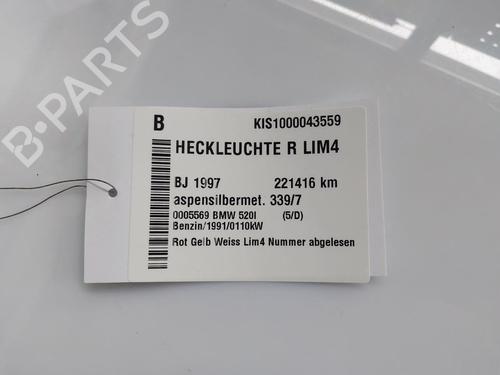 B-PARTS
B KIS1000043559
HECKLEUCHTE R LIM4
BJ 1997 221416 km
aspensilbermet. 339/7
0005569 BMW 520I (5/D)
Benzin/1991/0110kW
Rot Gelb Weiss Lim4 Nummer abgelesen